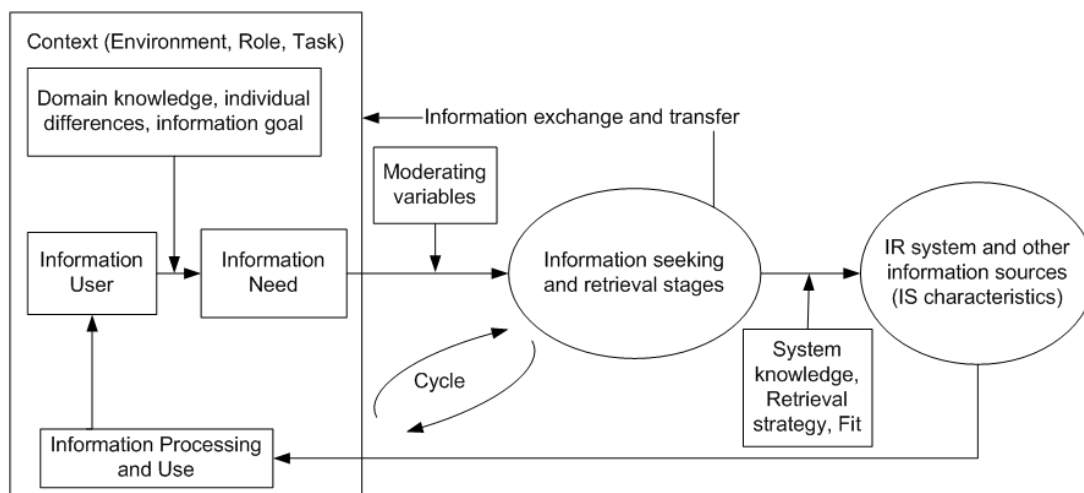 Context (Environment, Role, Task)
Domain knowledge, individual
differences, information goal
Information exchange and transfer
Moderating
variables
Information
User
Information
Need
Information seeking
and retrieval stages
IR system and other
information sources
(IS characteristics)
Cycle
System
knowledge,
Retrieval
strategy, Fit
Information Processing
and Use